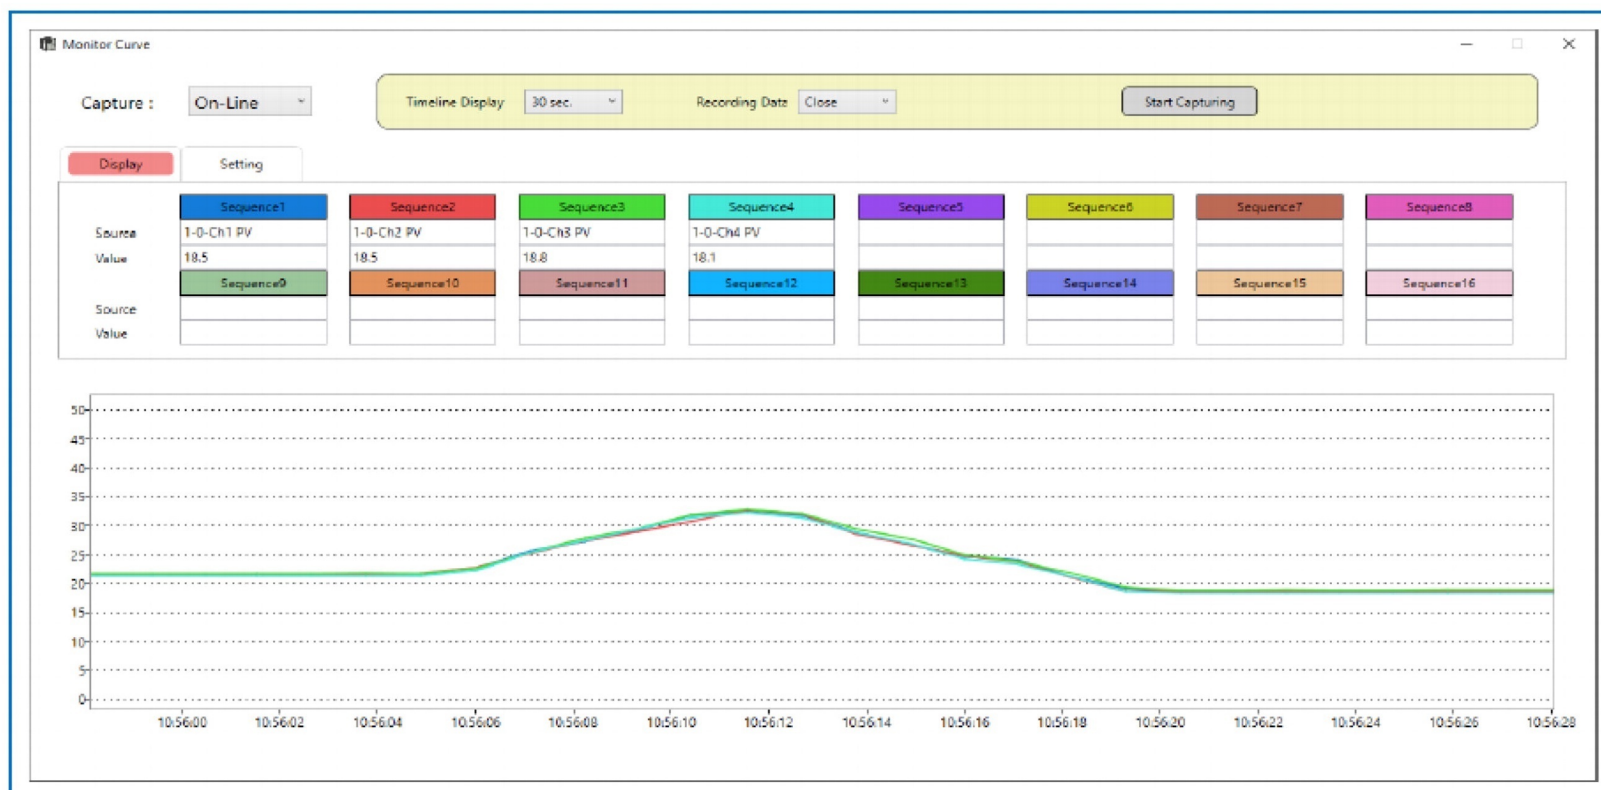 Monitor Curve
Capture : On-Line Timeline Display 30 sec. Recording Data Close Start Capturing
Display Setting
Sequence1 Sequence2 Sequence3 Sequence4 Sequence5 Sequence6 Sequence7 Sequence8
Source 1-0-Ch1 PV 1-0-Ch2 PV 1-0-Ch3 PV 1-0-Ch4 PV
Value 18.5 18.5 18.8 18.1
Sequence9 Sequence10 Sequence11 Sequence12 Sequence13 Sequence14 Sequence15 Sequence16
Source
Value
50
45
40
35
30
25
20
15
10
5
0
10:56:00 10:56:02 10:56:04 10:56:06 10:56:08 10:56:10 10:56:12 10:56:14 10:56:16 10:56:18 10:56:20 10:56:22 10:56:24 10:56:26 10:56:28